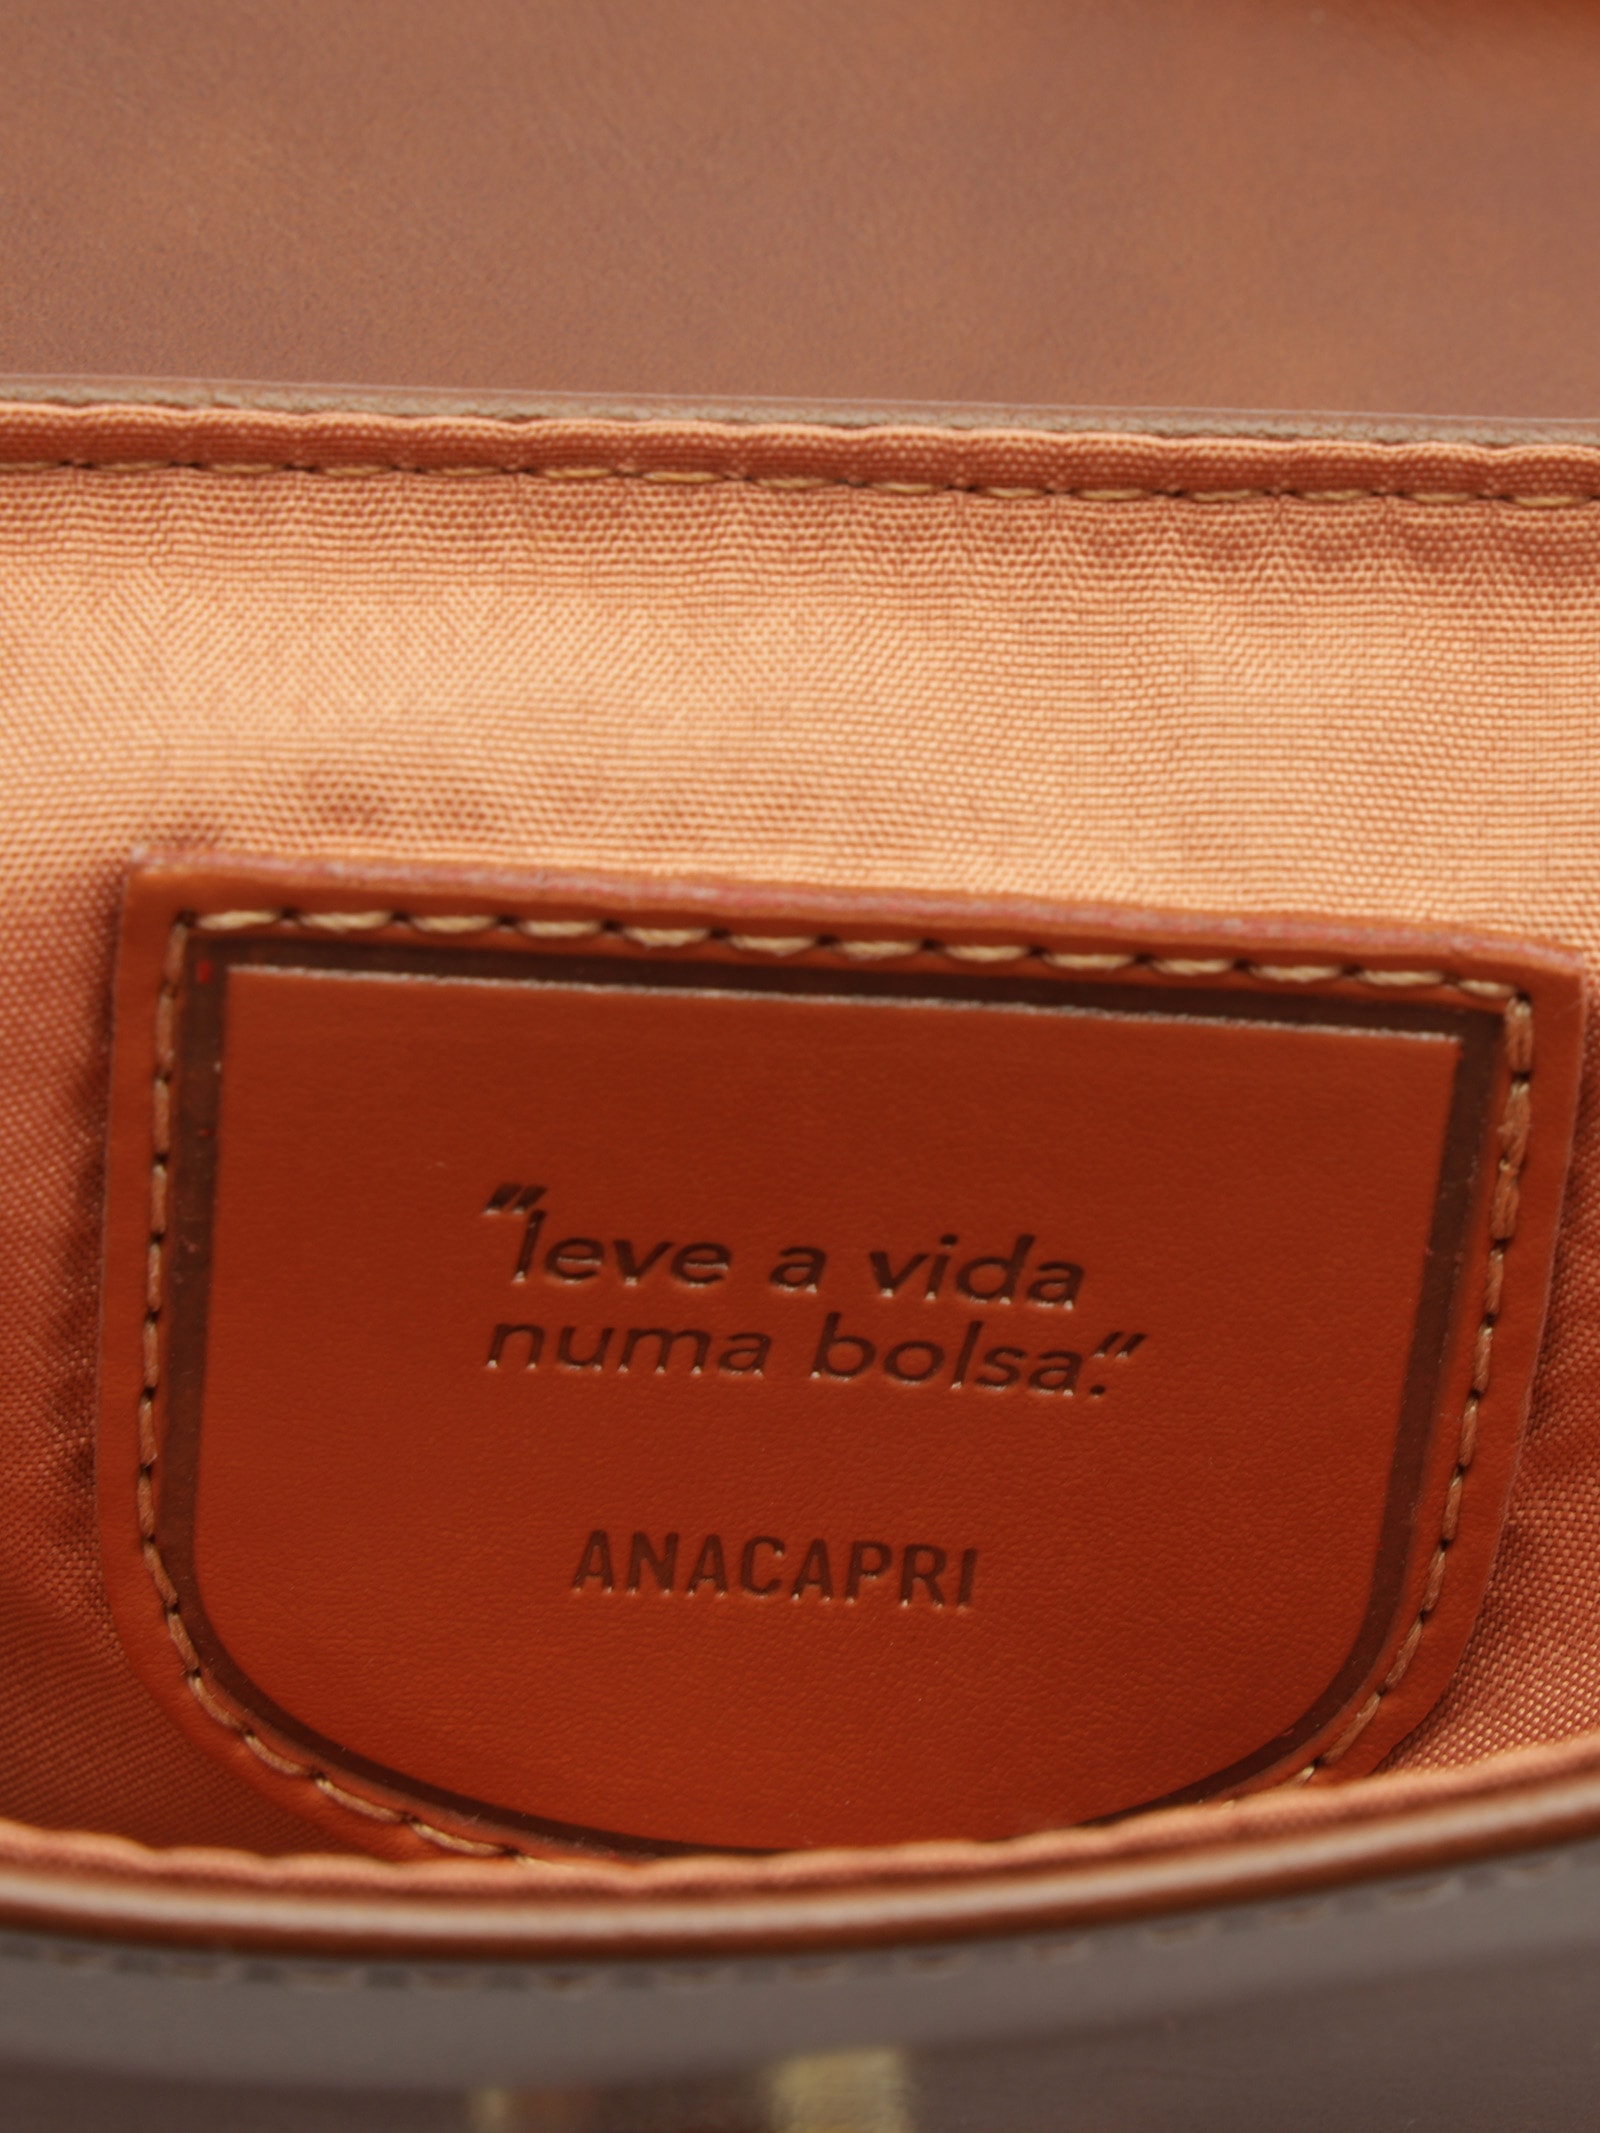 "leve a vida
numa bolsa."
ANACAPRI